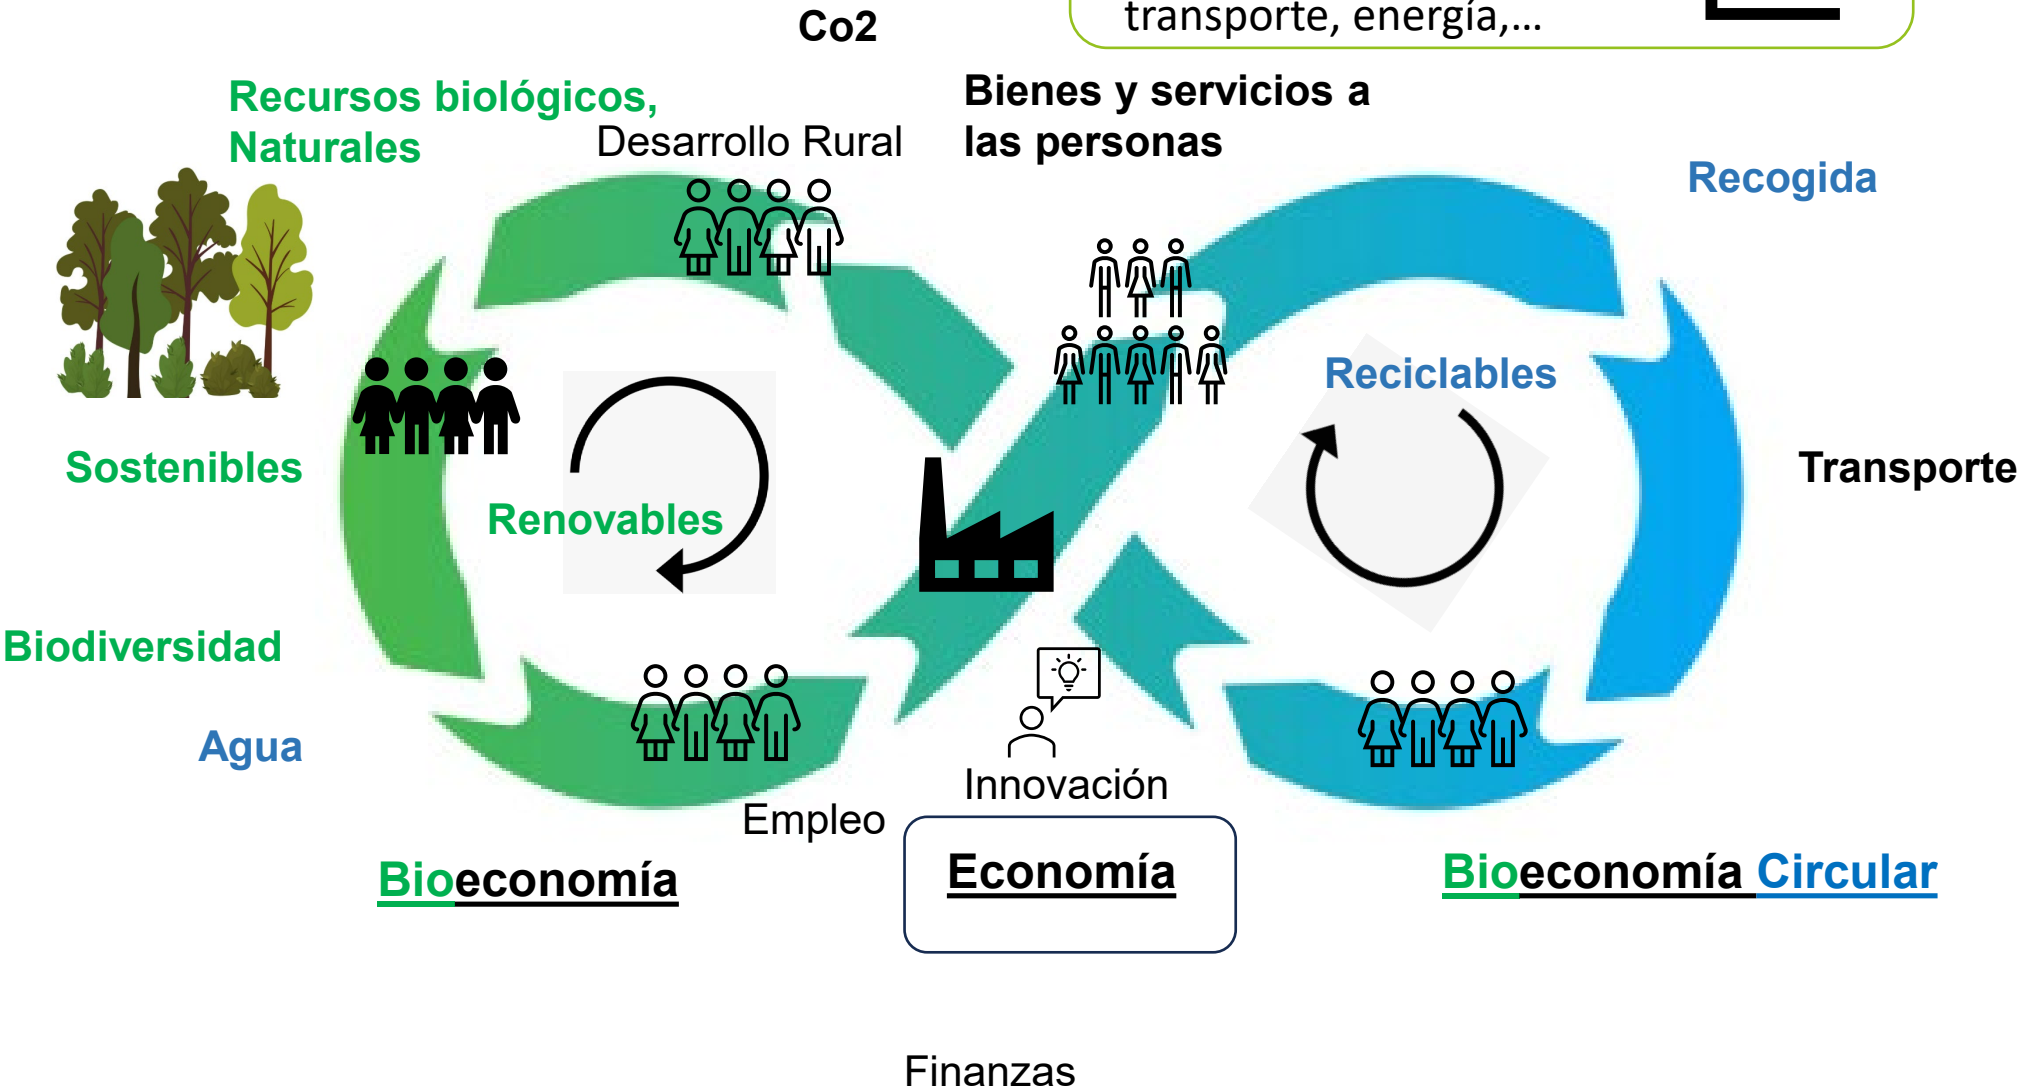 transporte, energía,...
Co2
Recursos biológicos,
Naturales
Desarrollo Rural
Bienes y servicios a
las personas
Recogida
Reciclables
Sostenibles
Renovables
Transporte
Biodiversidad
Agua
Innovación
Empleo
Bioeconomía
Economía
Bioeconomía Circular
Finanzas